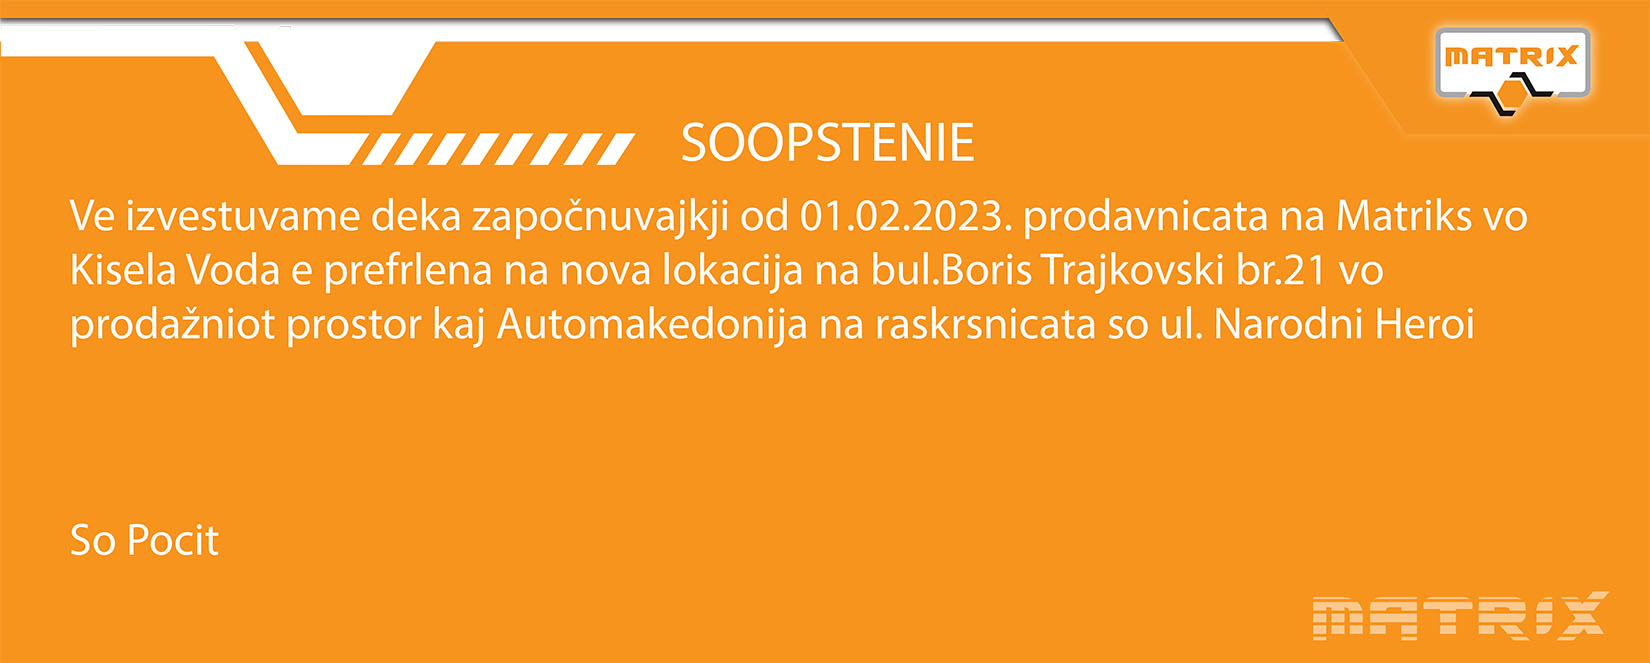 MATRIX
SOOPSTENIE
Ve izvestuvame deka započnuvajkji od 01.02.2023. prodavnicata na Matriks vo
Kisela Voda e prefrlena na nova lokacija na bul.Boris Trajkovski br.21 vo
prodažniot prostor kaj Automakedonija na raskrsnicata so ul. Narodni Heroi
So Pocit
MATRIX